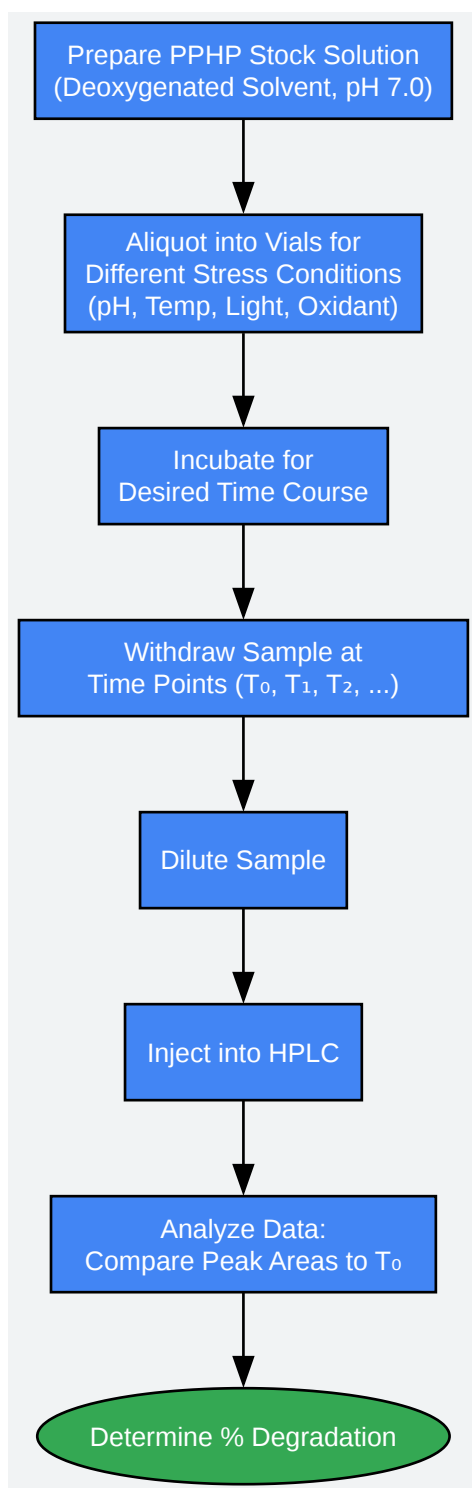 Prepare PPHP Stock Solution
(Deoxygenated Solvent, pH 7.0)
Aliquot into Vials for
Different Stress Conditions
(pH, Temp, Light, Oxidant)
Incubate for
Desired Time Course
Withdraw Sample at
Time Points (T₀, T₁, T₂, ...)
Dilute Sample
Inject into HPLC
Analyze Data:
Compare Peak Areas to T₀
Determine % Degradation